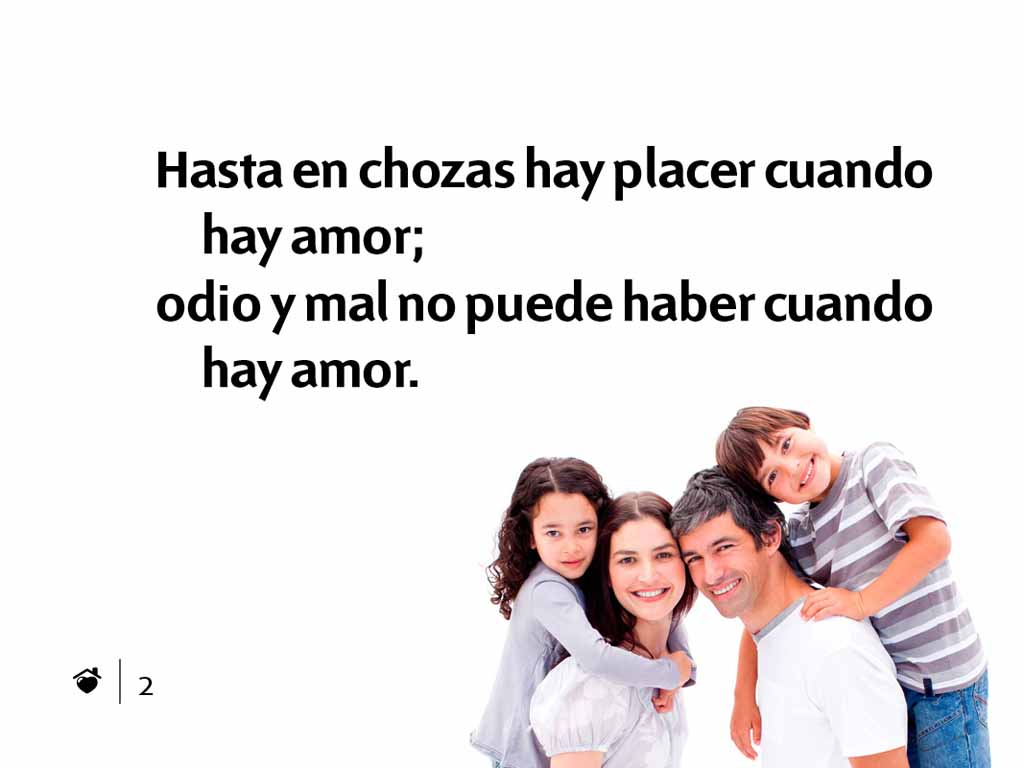 Hasta en chozas hay placer cuando
hay amor;
odio y mal no puede haber cuando
hay amor.
2